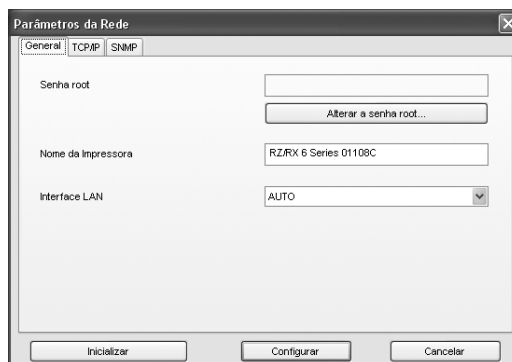 Parâmetros da Rede
General TCP/IP SNMP
Senha root
Alterar a senha root...
Nome da Impressora RZ/RX 6 Series 01108C
Interface LAN AUTO
Inicializar Configurar Cancelar